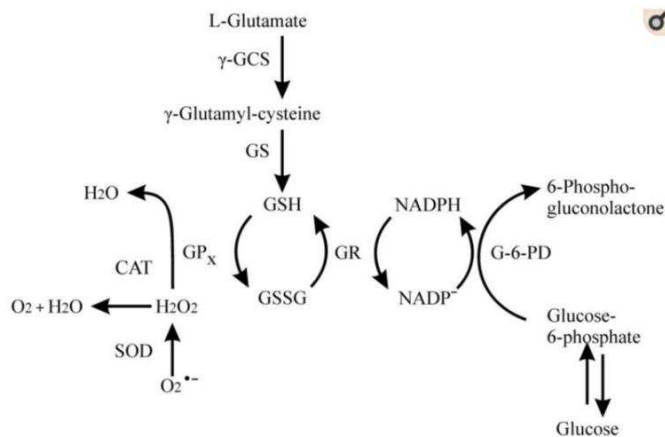 L-Glutamate
γ-GCS
γ-Glutamyl-cysteine
GS
H2O
GSH
NADPH
6-Phospho-
gluconolactone
GPX
GR
G-6-PD
CAT
GSSG
NADP-
O2 + H2O
H2O2
Glucose-
6-phosphate
SOD
O2•-
Glucose